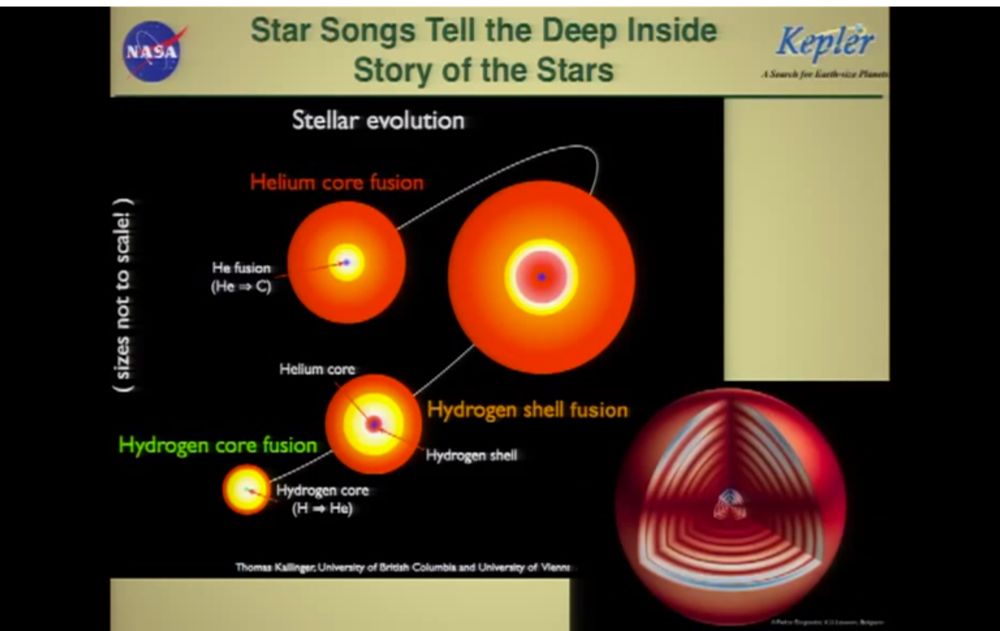 NASA
Star Songs Tell the Deep Inside
Story of the Stars
Kepler
A Search for Earth-size Planets
Stellar evolution
( sizes not to scale! )
Helium core fusion
He fusion
(He ⇒ C)
Helium core
Hydrogen shell fusion
Hydrogen core fusion
Hydrogen shell
Hydrogen core
(H ⇒ He)
Thomas Kallinger, University of British Columbia and University of Vienna